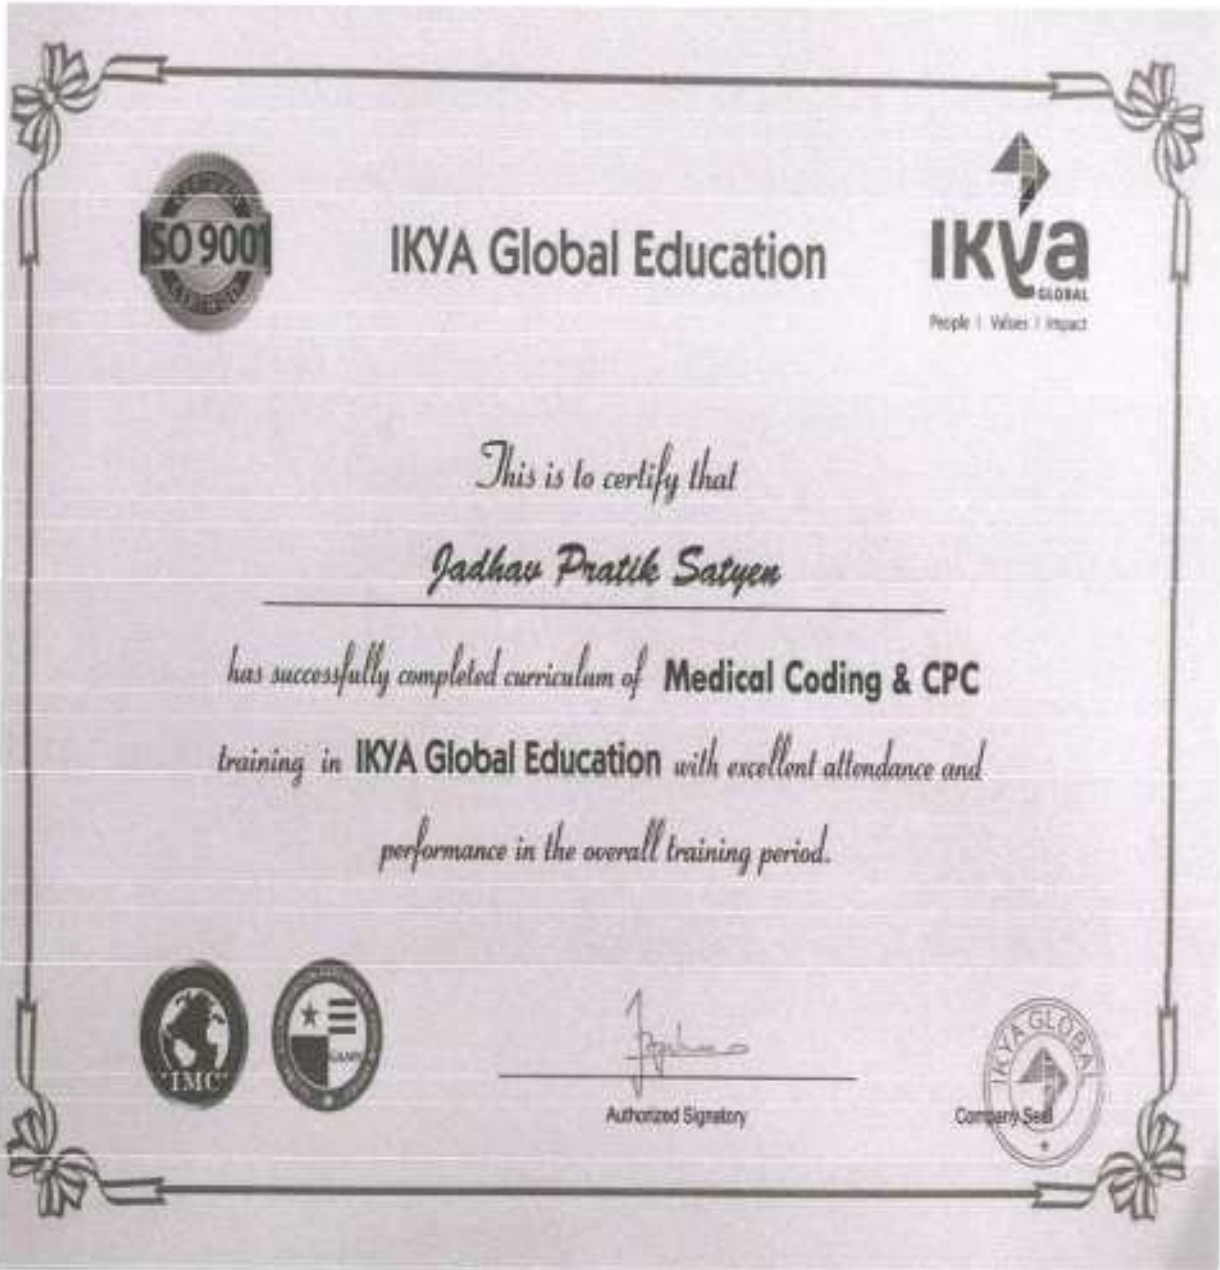 ISO 9001
IKYA Global Education
IKya
GLOBAL
People | Values | Impact
This is to certify that
Jadhav Pratik Satyen
has successfully completed curriculum of Medical Coding & CPC
training in IKYA Global Education with excellent attendance and
performance in the overall training period.
"IMC"
Authorized Signatory
Company Seal
IKYA GLOBAL